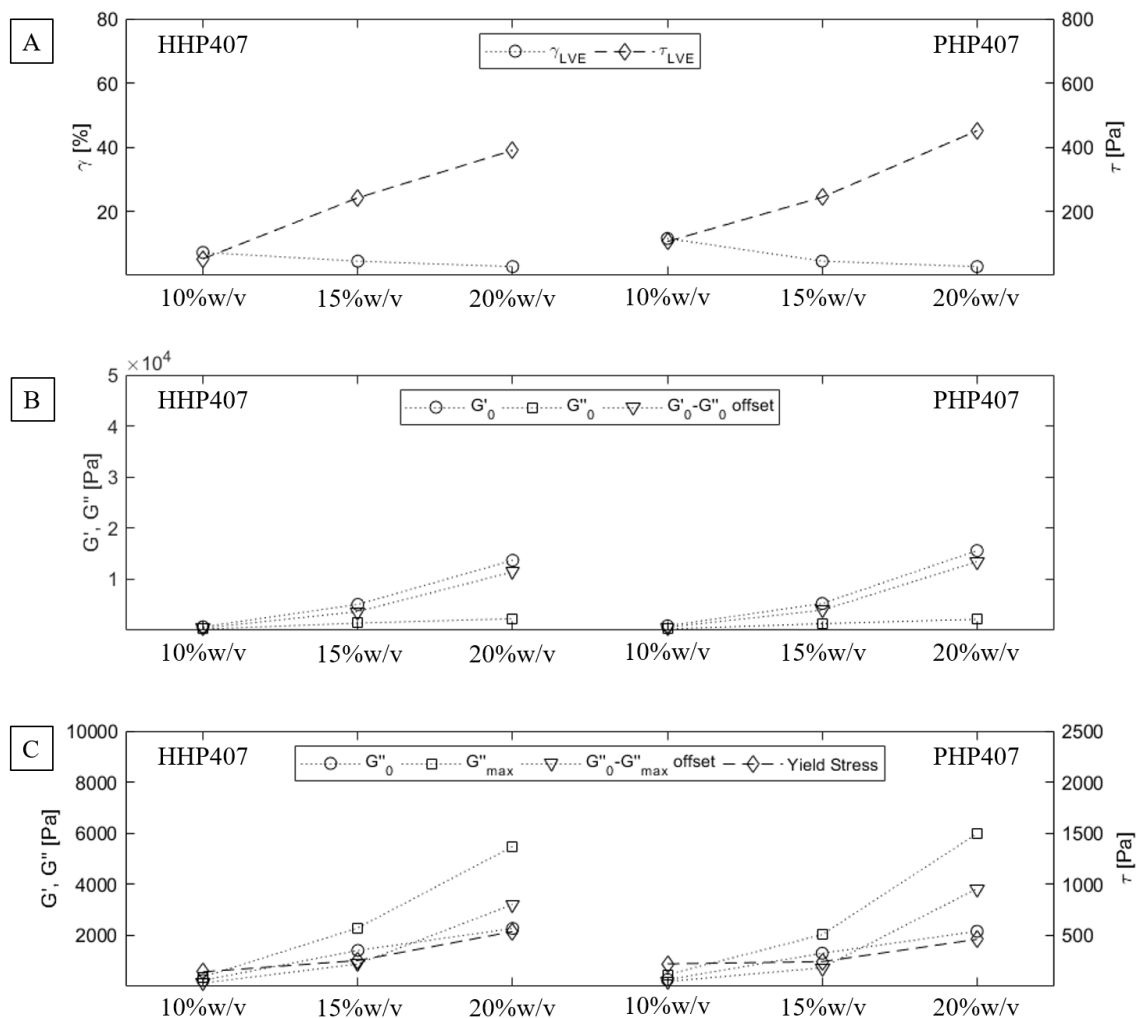 A
HHP407
PHP407
γLVE τLVE
80
60
40
20
γ [%]
800
600
400
200
τ [Pa]
10%w/v 15%w/v 20%w/v 10%w/v 15%w/v 20%w/v
B
× 10^4
HHP407
PHP407
G'0 G''0 G'0-G''0 offset
5
4
3
2
1
G', G'' [Pa]
10%w/v 15%w/v 20%w/v 10%w/v 15%w/v 20%w/v
C
HHP407
PHP407
G''0 G''max G''0-G''max offset Yield Stress
10000
8000
6000
4000
2000
G', G'' [Pa]
2500
2000
1500
1000
500
τ [Pa]
10%w/v 15%w/v 20%w/v 10%w/v 15%w/v 20%w/v